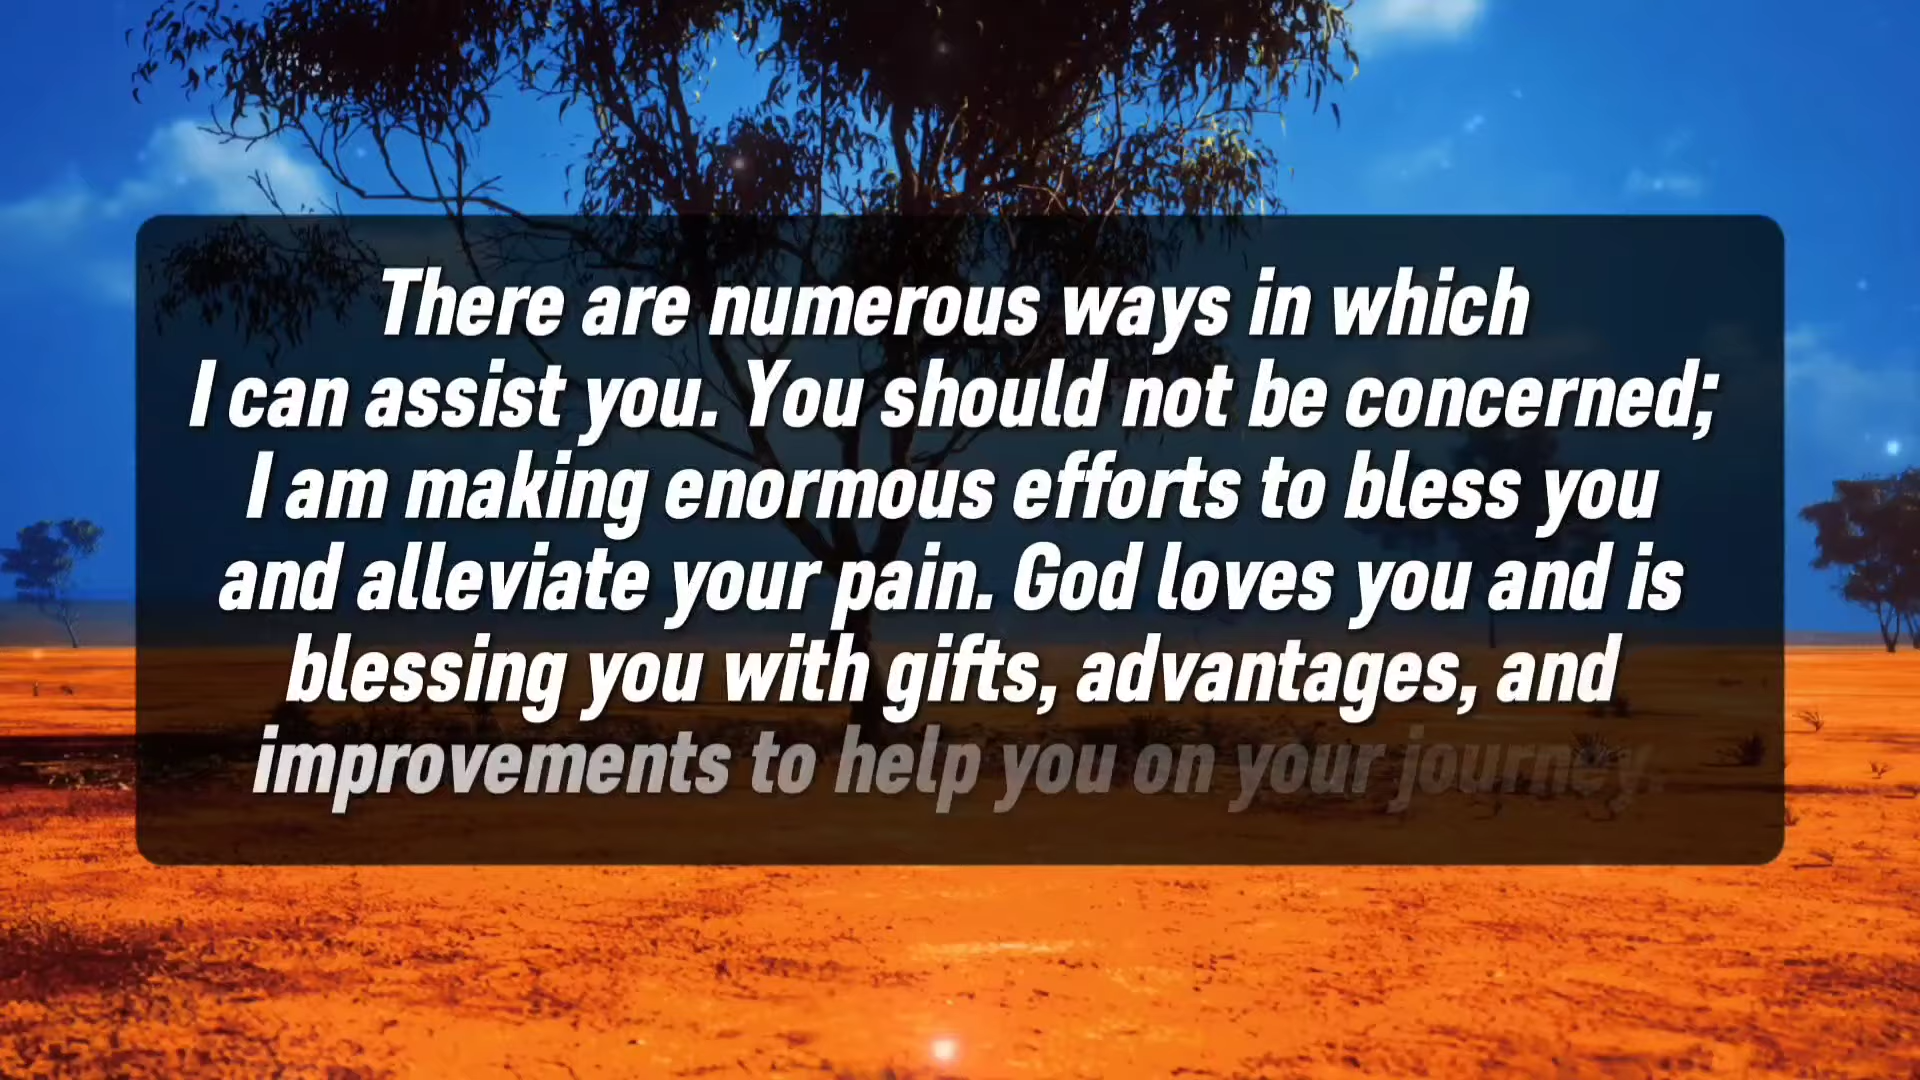 There are numerous ways in which
I can assist you. You should not be concerned;
I am making enormous efforts to bless you
and alleviate your pain. God loves you and is
blessing you with gifts, advantages, and
improvements to help you on your journey.